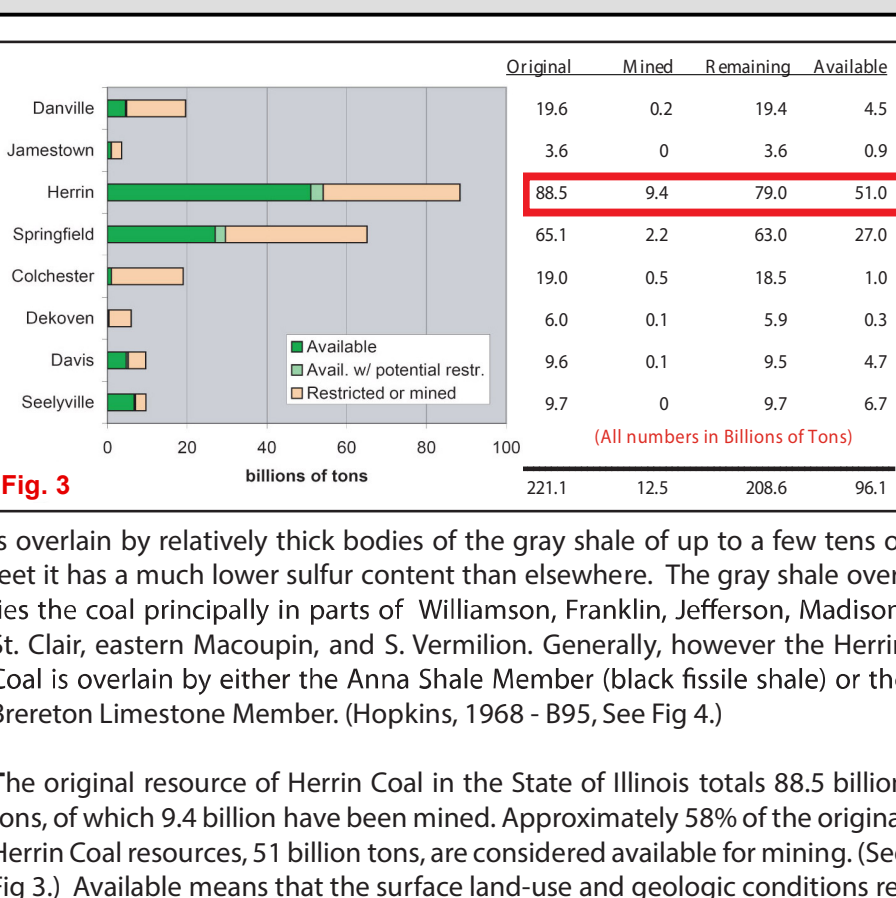 Original Mined Remaining Available
Danville 19.6 0.2 19.4 4.5
Jamestown 3.6 0 3.6 0.9
Herrin 88.5 9.4 79.0 51.0
Springfield 65.1 2.2 63.0 27.0
Colchester 19.0 0.5 18.5 1.0
Dekoven 6.0 0.1 5.9 0.3
Available
Davis 9.6 0.1 9.5 4.7
Avail. w/ potential restr.
Restricted or mined
Seelyville 9.7 0 9.7 6.7
(All numbers in Billions of Tons)
0 20 40 60 80 100
billions of tons
Fig. 3
221.1 12.5 208.6 96.1
s overlain by relatively thick bodies of the gray shale of up to a few tens o
eet it has a much lower sulfur content than elsewhere. The gray shale over
ies the coal principally in parts of Williamson, Franklin, Jefferson, Madison
St. Clair, eastern Macoupin, and S. Vermilion. Generally, however the Herrin
Coal is overlain by either the Anna Shale Member (black fissile shale) or the
Brereton Limestone Member. (Hopkins, 1968 - B95, See Fig 4.)
The original resource of Herrin Coal in the State of Illinois totals 88.5 billion
tons, of which 9.4 billion have been mined. Approximately 58% of the origina
Herrin Coal resources, 51 billion tons, are considered available for mining. (See
Fig 3.) Available means that the surface land-use and geologic conditions re